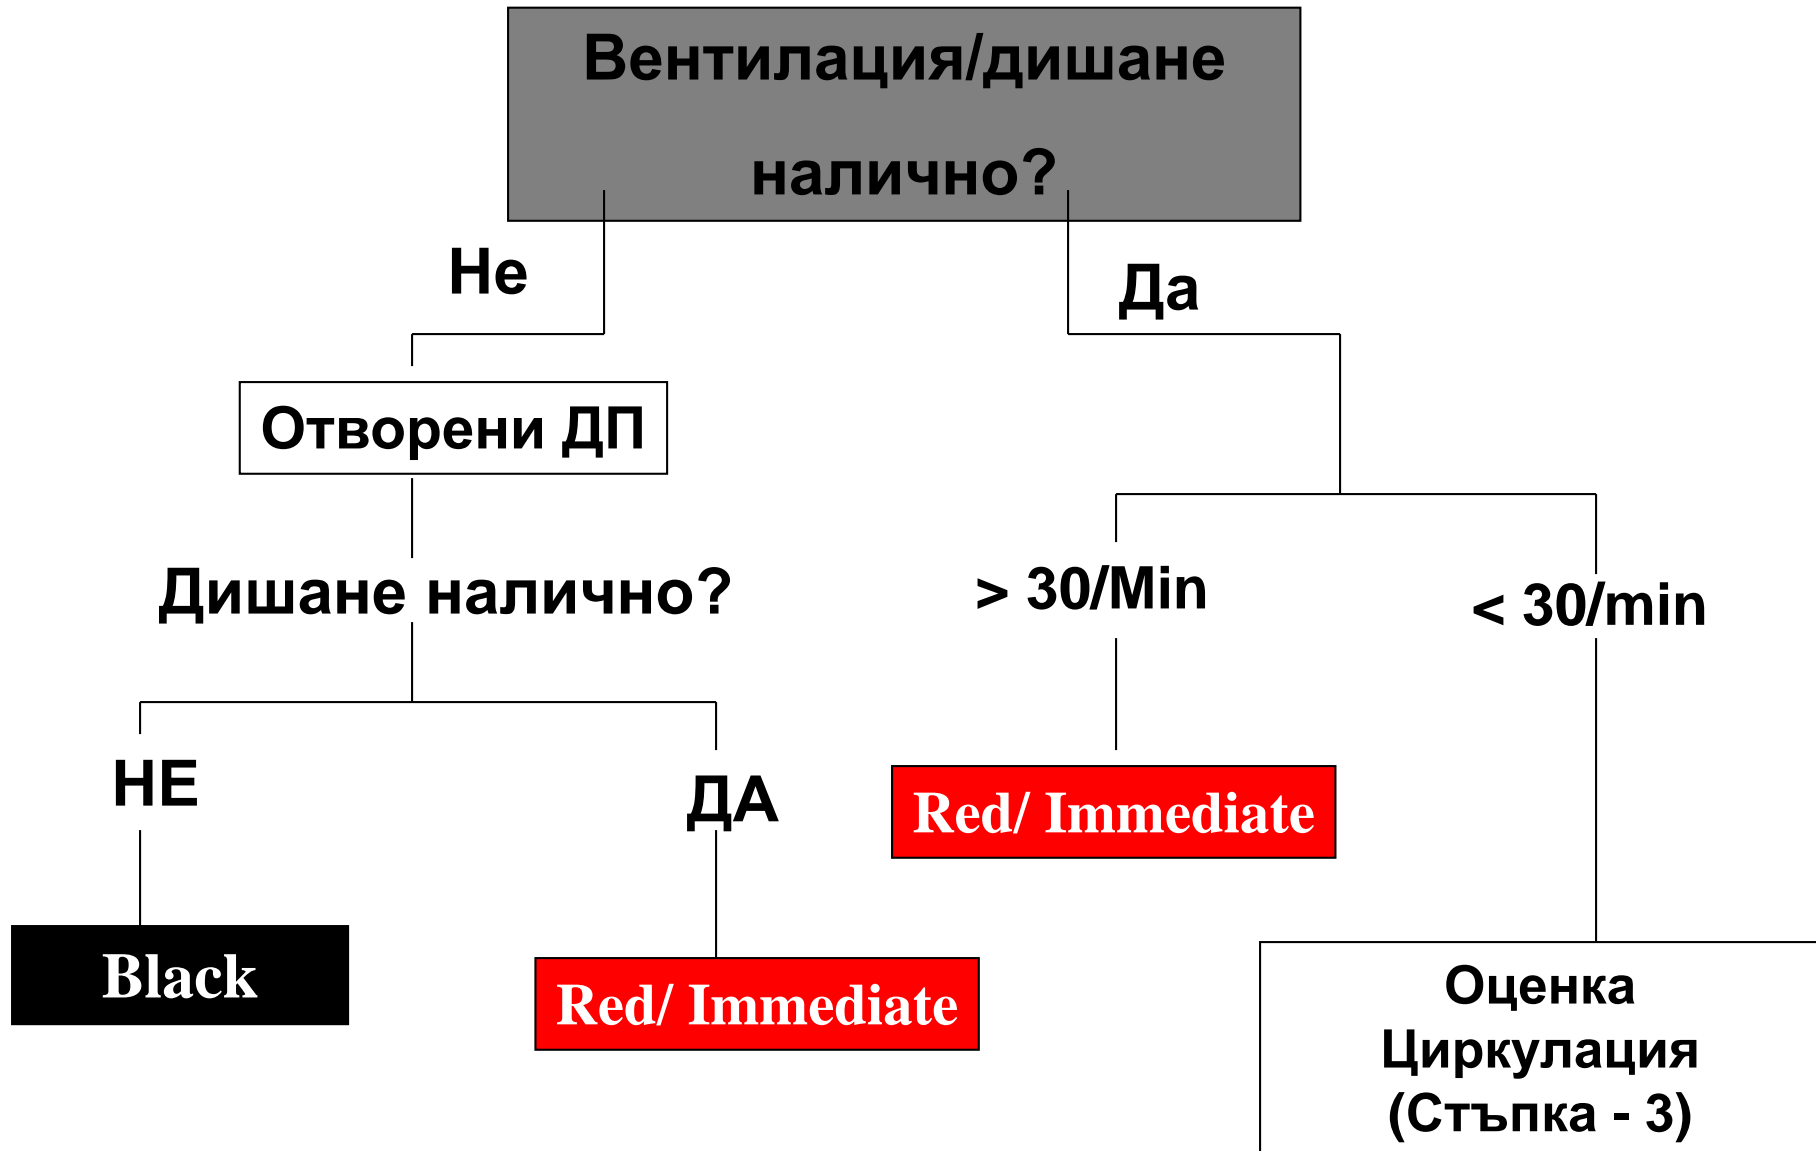 Вентилация/дишане
налично?
Не
Да
Отворени ДП
Дишане налично?
> 30/Min
< 30/min
НЕ
ДА
Red/ Immediate
Black
Red/ Immediate
Оценка
Циркулация
(Стъпка - 3)